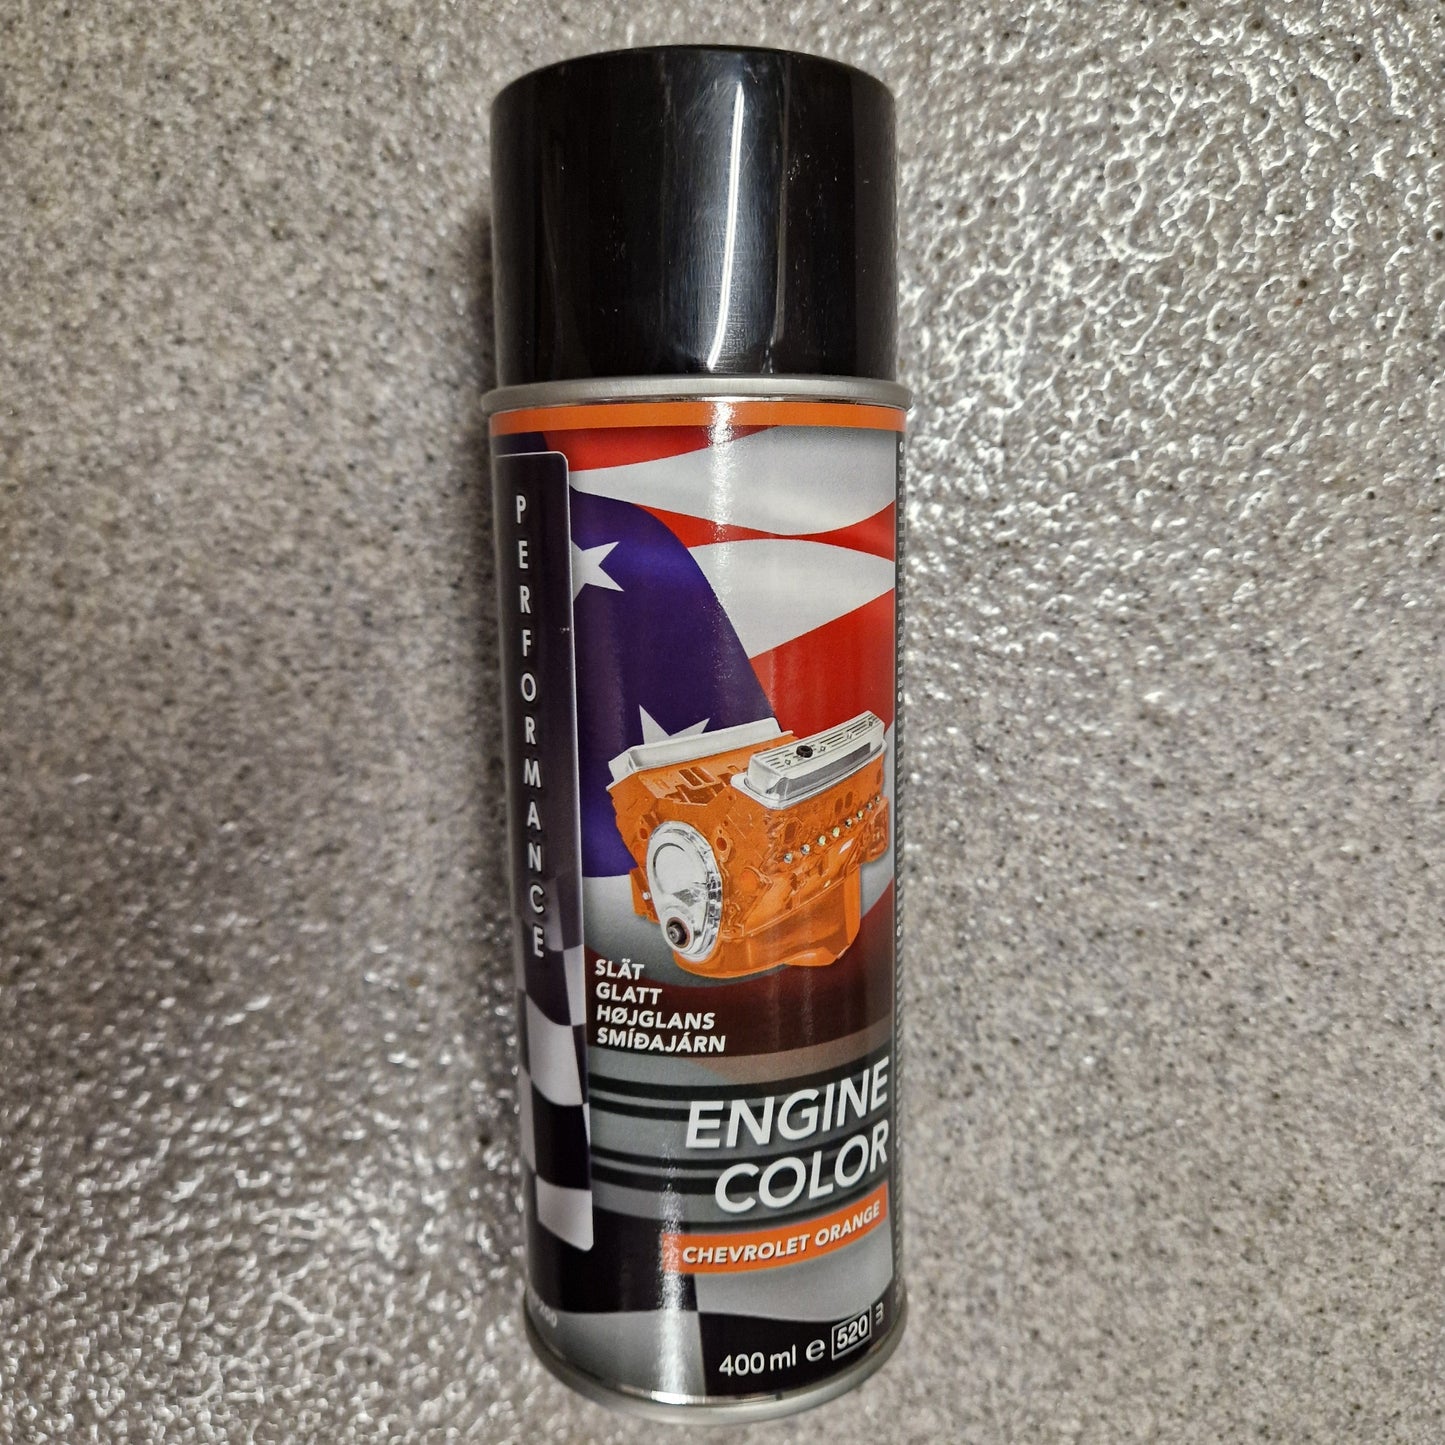 PERFORMANCE
SLÄT
GLATT
HØJGLANS
SMÍÐAJÁRN
ENGINE
COLOR
CHEVROLET ORANGE
400 ml e 520